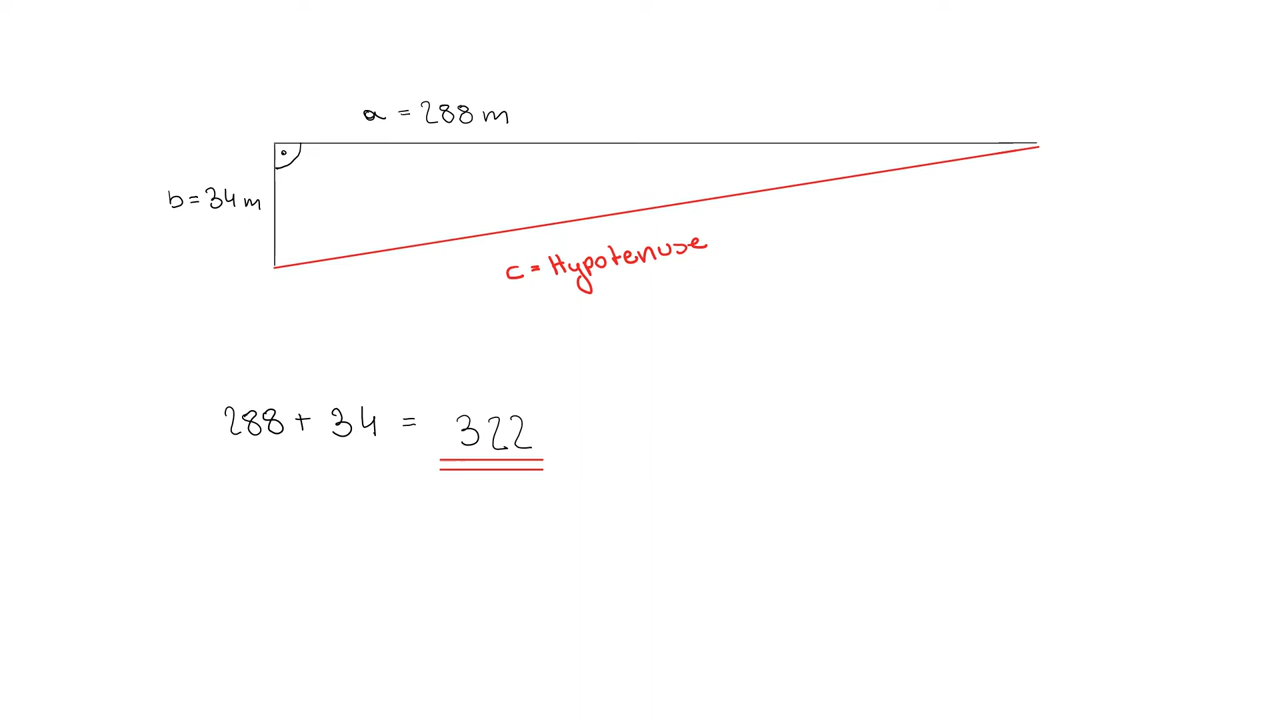 a = 288 m
b = 34 m
c = Hypotenuse
288 + 34 = 322